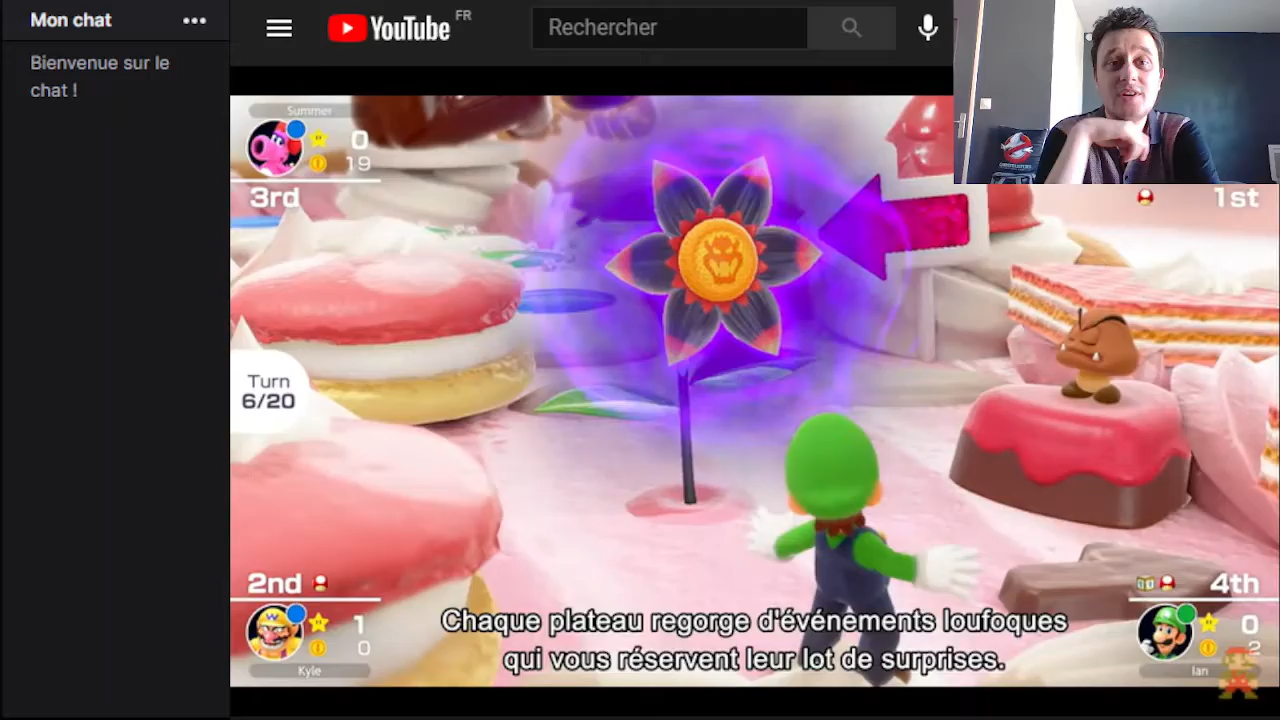 Mon chat
•••
Bienvenue sur le
chat !
YouTube FR
Rechercher
Summer
0
19
3rd
1st
Turn
6/20
2nd
1
0
Kyle
4th
0
2
Ian
Chaque plateau regorge d'événements loufoques
qui vous réservent leur lot de surprises.